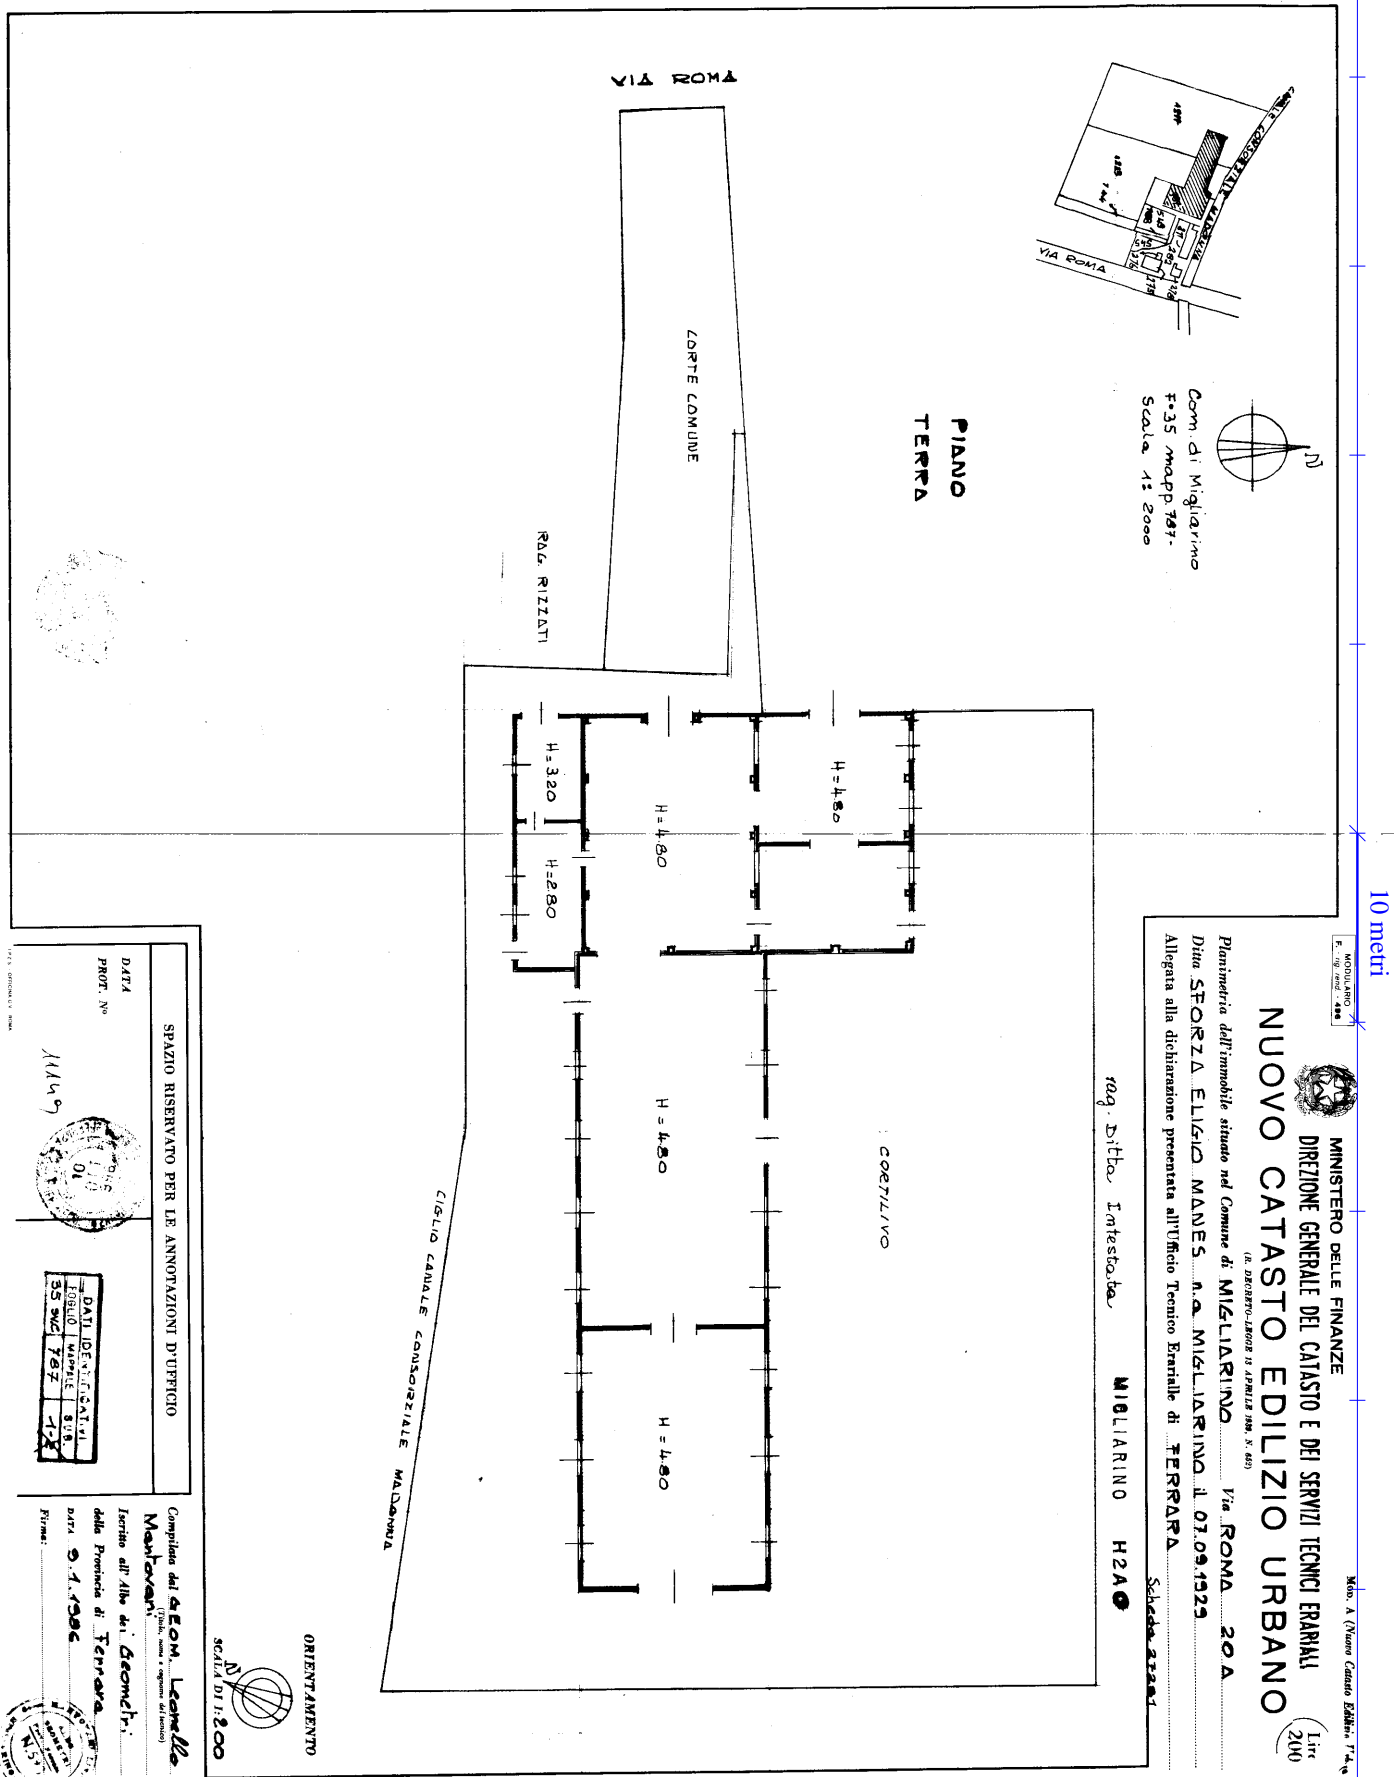 MODULARIO
F. - rig. rend. - 496
MINISTERO DELLE FINANZE
DIREZIONE GENERALE DEL CATASTO E DEI SERVIZI TECNICI ERARIALI
NUOVO CATASTO EDILIZIO URBANO
(R. DECRETO-LEGGE 13 APRILE 1939, N. 652)
Lire
200
Planimetria dell'immobile situato nel Comune di MIGLIARINO Via ROMA 20A
Ditta SFORZA ELIGIO MANES n.a MIGLIARINO il 07.09.1929
Allegata alla dichiarazione presentata all'Ufficio Tecnico Erariale di FERRARA
10 metri
MIGLIARINO H2A0
CANALE CONSORZIALE MADONNA
VIA ROMA
N
Com. di Migliarino
F° 35 mapp. 787-
Scala 1: 2000
PIANO
TERRA
VIA ROMA
CORTE COMUNE
RAG. RIZZATI
rag. Ditta Intestata
CORTILIVO
H=4.80
H=4.80
H=3.20
H=2.80
H=4.80
H=4.80
CIGLIO CANALE CONSORZIALE MADONNA
ORIENTAMENTO
N
SCALA DI 1:200
SPAZIO RISERVATO PER LE ANNOTAZIONI D'UFFICIO
DATA
PROT. N°
11149
DATI IDENTIFICATIVI
FOGLIO MAPPALE SUB.
787
Compilata dal GEOM. Leonello
(Titolo, nome e cognome del tecnico)
Mantovani
Iscritto all'Albo dei Geometri
della Provincia di Ferrara
DATA 9.1.1986
Firma: